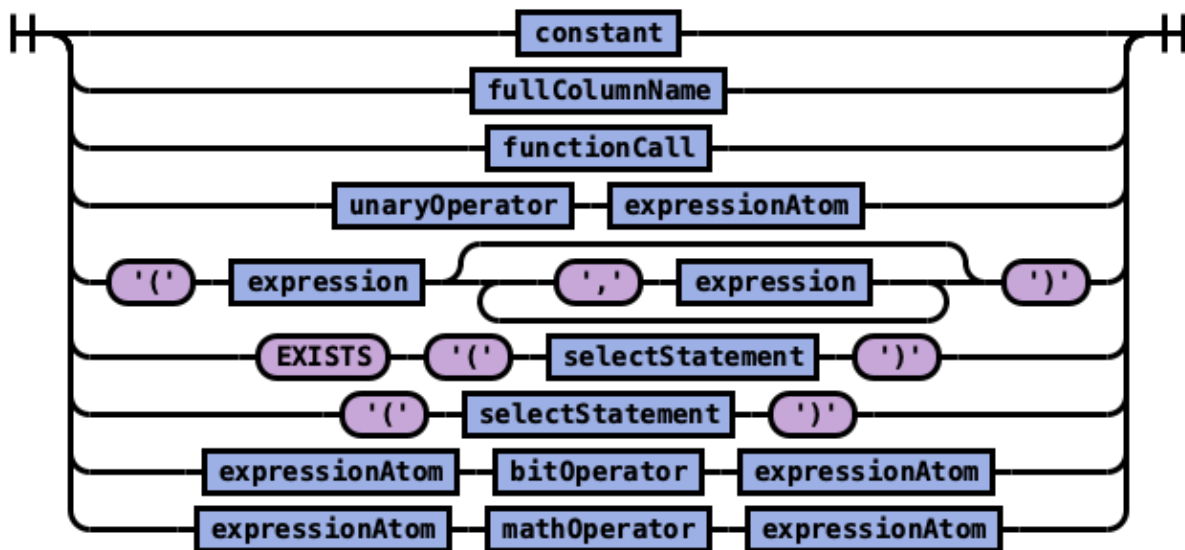 constant
fullColumnName
functionCall
unaryOperator expressionAtom
'(' expression ',' expression ')'
EXISTS '(' selectStatement ')'
'(' selectStatement ')'
expressionAtom bitOperator expressionAtom
expressionAtom mathOperator expressionAtom